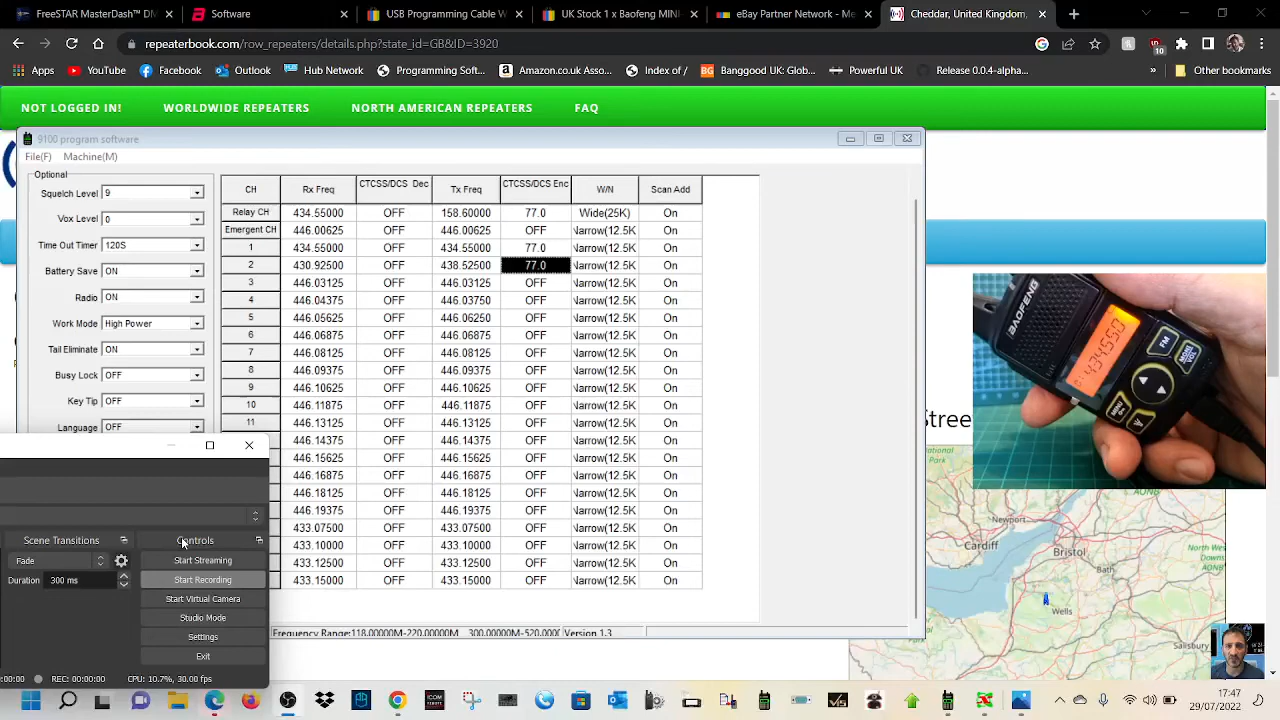 FreeSTAR MasterDash™ DM
Software
USB Programming Cable W
UK Stock 1 x Baofeng MINI
eBay Partner Network - Me
Cheddar, United Kingdom,
repeaterbook.com/row_repeaters/details.php?state_id=GB&ID=3920
10
Apps YouTube Facebook Outlook Hub Network Programming Soft... Amazon.co.uk Asso... Index of / Banggood Hot Glob... Powerful UK Release 0.0.4-alpha... » Other bookmarks
NOT LOGGED IN! WORLDWIDE REPEATERS NORTH AMERICAN REPEATERS FAQ
9100 program software
File(F) Machine(M)
Optional
Squelch Level 9
Vox Level 0
Time Out Timer 120S
Battery Save ON
Radio ON
Work Mode High Power
Tail Eliminate ON
Busy Lock OFF
Key Tip OFF
Language OFF
CH Rx Freq CTCSS/DCS Dec Tx Freq CTCSS/DCS Enc W/N Scan Add
Relay CH 434.55000 OFF 158.60000 77.0 Wide(25K) On
Emergent CH 446.00625 OFF 446.00625 OFF Narrow(12.5K On
1 434.55000 OFF 434.55000 77.0 Narrow(12.5K On
2 430.92500 OFF 438.52500 77.0 Narrow(12.5K On
3 446.03125 OFF 446.03125 OFF Narrow(12.5K On
4 446.04375 OFF 446.03750 OFF Narrow(12.5K On
5 446.05625 OFF 446.06250 OFF Narrow(12.5K On
6 446.06875 OFF 446.06875 OFF Narrow(12.5K On
7 446.08125 OFF 446.08125 OFF Narrow(12.5K On
8 446.09375 OFF 446.09375 OFF Narrow(12.5K On
9 446.10625 OFF 446.10625 OFF Narrow(12.5K On
10 446.11875 OFF 446.11875 OFF Narrow(12.5K On
11 446.13125 OFF 446.13125 OFF Narrow(12.5K On
446.14375 OFF 446.14375 OFF Narrow(12.5K On
446.15625 OFF 446.15625 OFF Narrow(12.5K On
446.16875 OFF 446.16875 OFF Narrow(12.5K On
446.18125 OFF 446.18125 OFF Narrow(12.5K On
446.19375 OFF 446.19375 OFF Narrow(12.5K On
433.07500 OFF 433.07500 OFF Narrow(12.5K On
433.10000 OFF 433.10000 OFF Narrow(12.5K On
433.12500 OFF 433.12500 OFF Narrow(12.5K On
433.15000 OFF 433.15000 OFF Narrow(12.5K On
Frequency Range:118.00000M-220.00000M, 300.00000M-520.000 Version 1.3
Scene Transitions
Fade
Duration 300 ms
Controls
Start Streaming
Start Recording
Start Virtual Camera
Studio Mode
Settings
Exit
REC: 00:00:00 CPU: 10.7%, 30.00 fps
BAOFENG
434.550
FM
MENU
Stree
National
Park
Newport
Cardiff
Bristol
Bath
North We
Downs
AONB
Wells
Salisbury
ICOM
17:47
29/07/2022